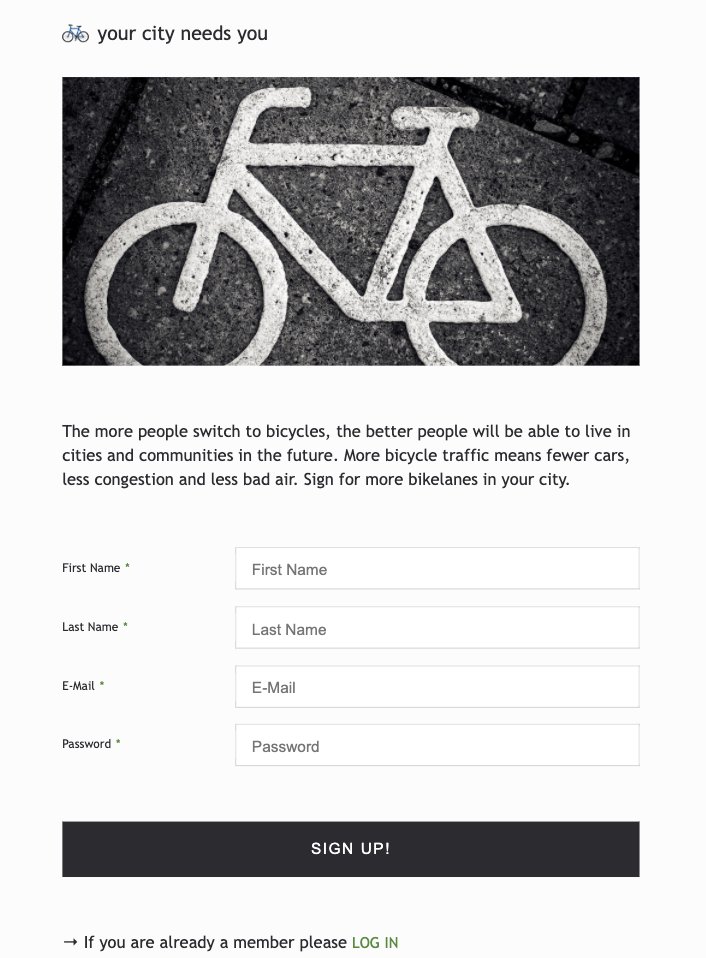 your city needs you
The more people switch to bicycles, the better people will be able to live in
cities and communities in the future. More bicycle traffic means fewer cars,
less congestion and less bad air. Sign for more bikelanes in your city.
First Name * First Name
Last Name * Last Name
E-Mail * E-Mail
Password * Password
SIGN UP!
→ If you are already a member please LOG IN